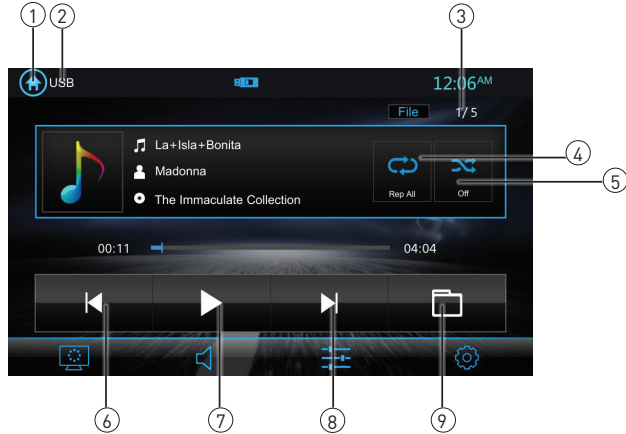 1 2 3
USB 12:06AM
File 1/5
La+Isla+Bonita
4
Madonna
5
Rep All Off
The Immaculate Collection
00:11 04:04
6 7 8 9